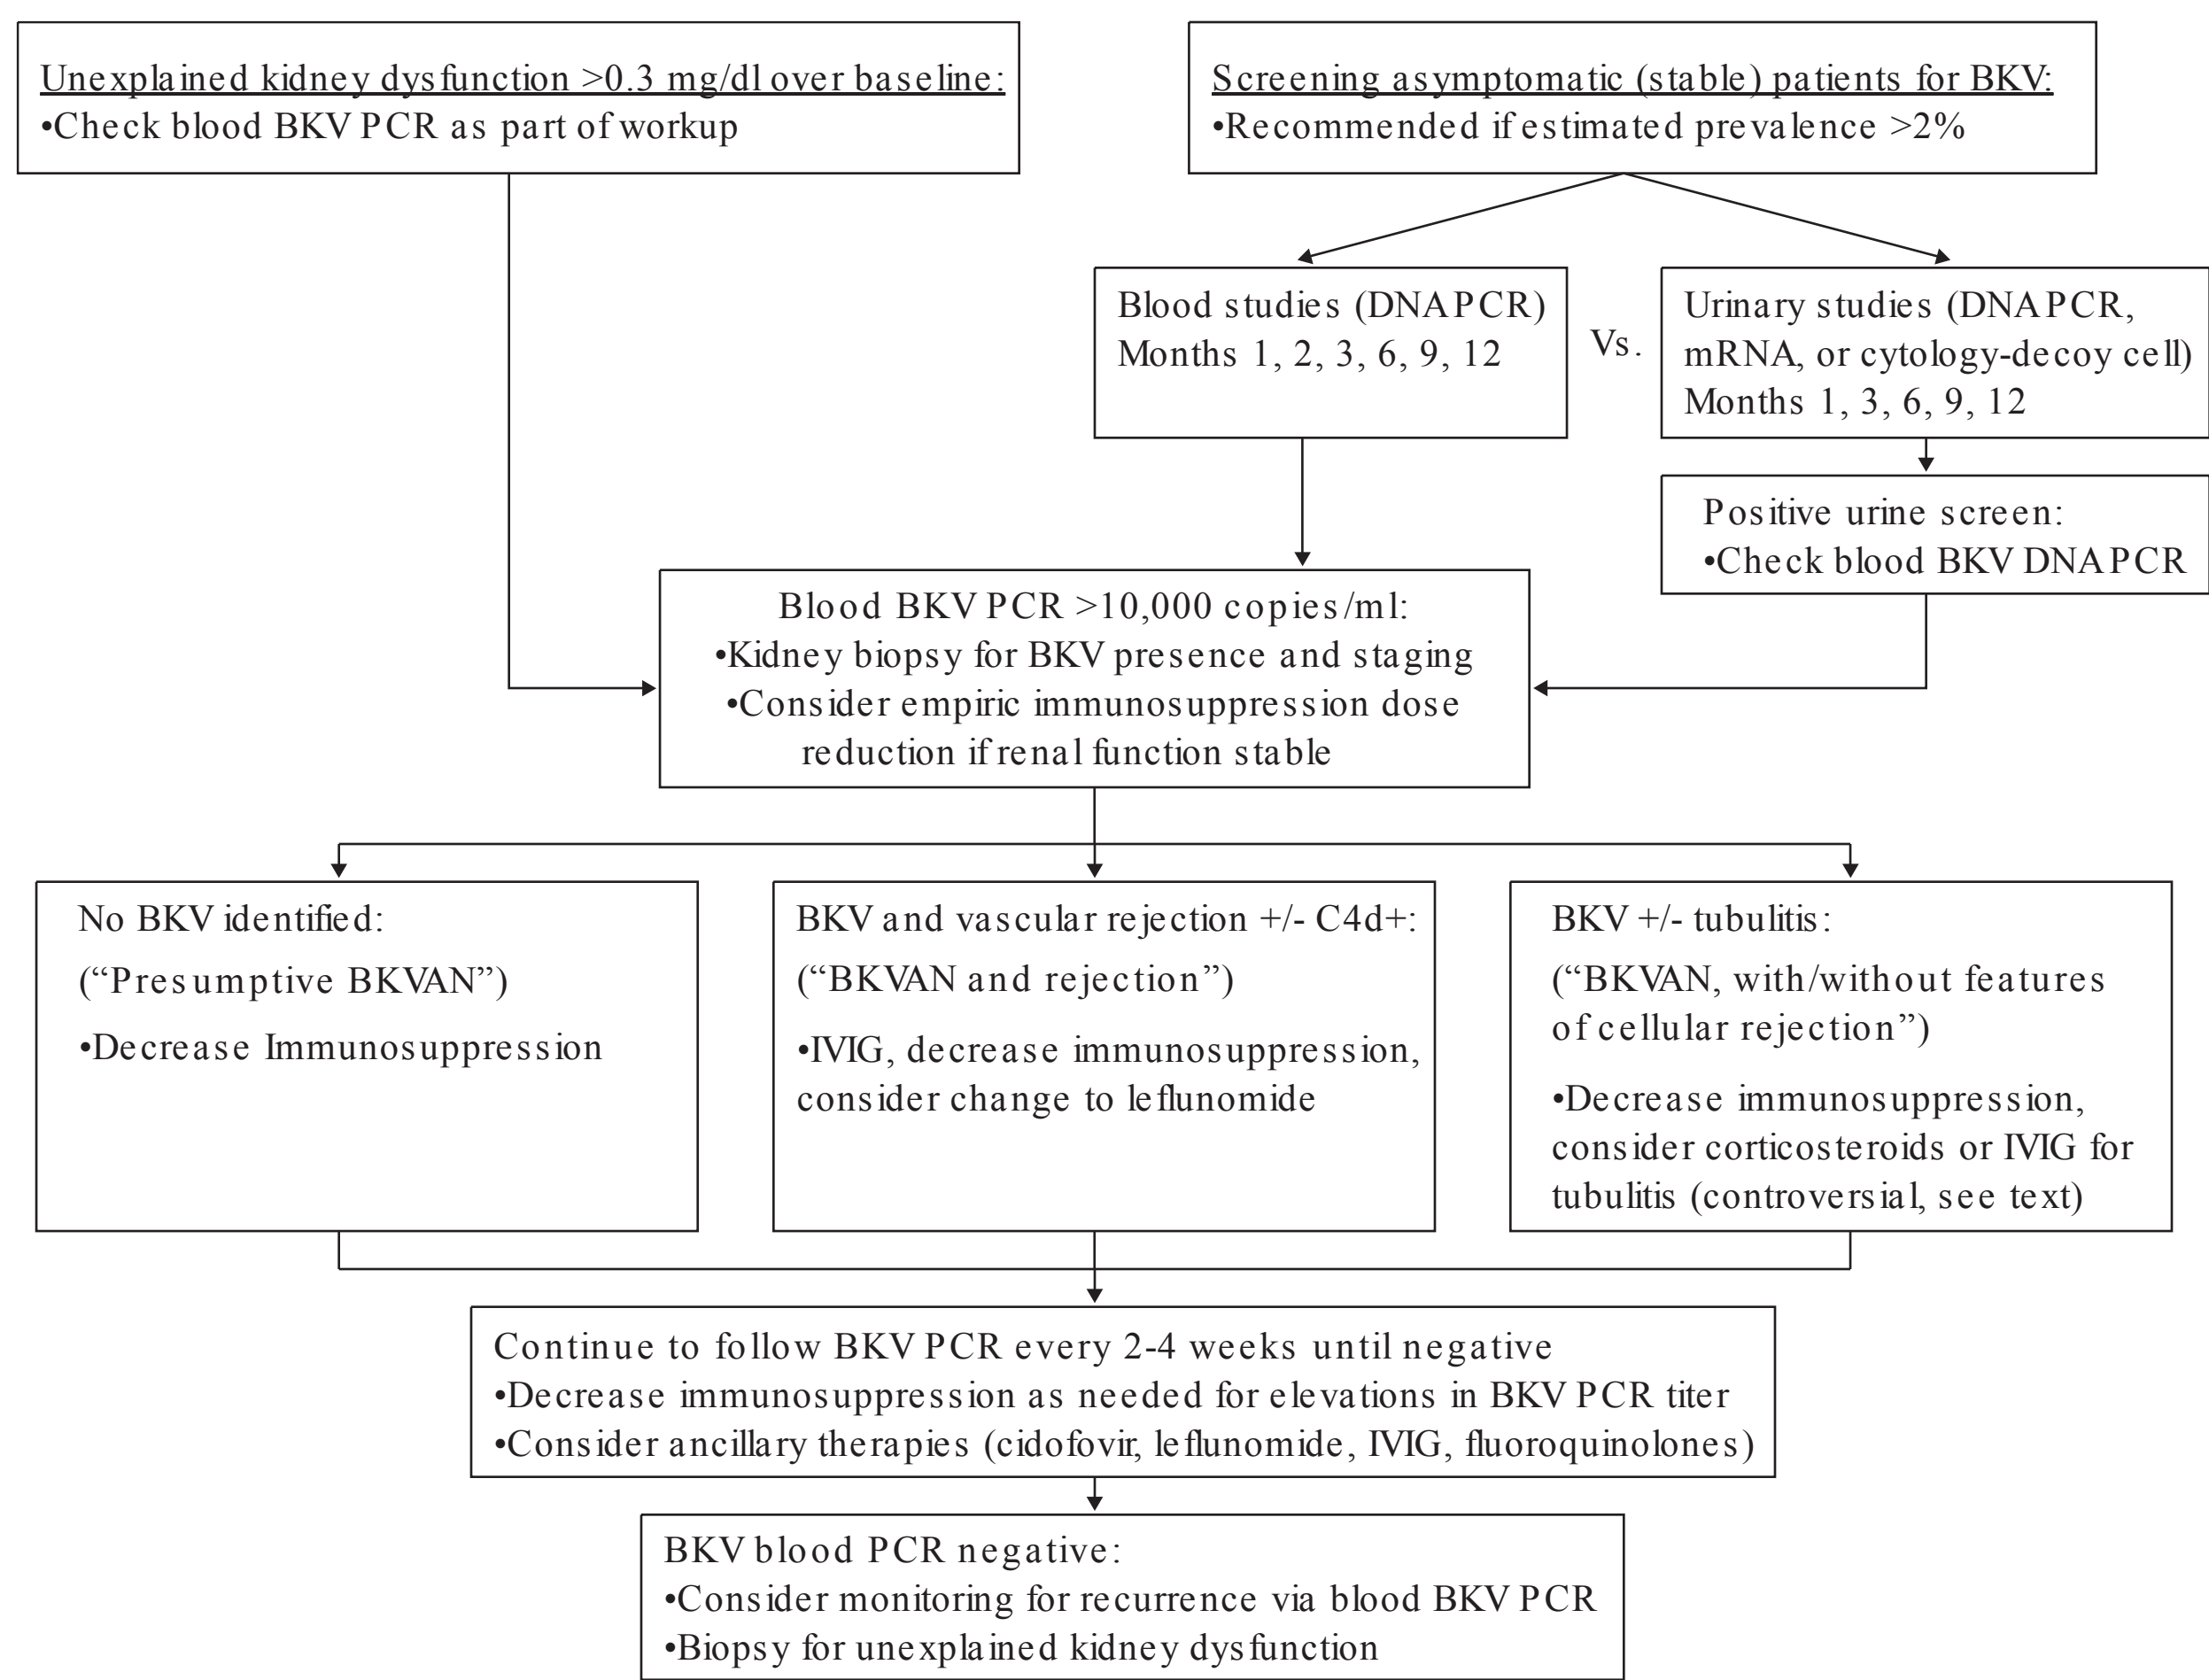 Unexplained kidney dysfunction >0.3 mg/dl over baseline:
•Check blood BKV PCR as part of workup
Screening asymptomatic (stable) patients for BKV:
•Recommended if estimated prevalence >2%
Blood studies (DNA PCR)
Months 1, 2, 3, 6, 9, 12
Vs.
Urinary studies (DNA PCR,
mRNA, or cytology-decoy cell)
Months 1, 3, 6, 9, 12
Positive urine screen:
•Check blood BKV DNA PCR
Blood BKV PCR >10,000 copies/ml:
•Kidney biopsy for BKV presence and staging
•Consider empiric immunosuppression dose
reduction if renal function stable
No BKV identified:
(“Presumptive BKVAN”)
•Decrease Immunosuppression
BKV and vascular rejection +/- C4d+:
(“BKVAN and rejection”)
•IVIG, decrease immunosuppression,
consider change to leflunomide
BKV +/- tubulitis:
(“BKVAN, with/without features
of cellular rejection”)
•Decrease immunosuppression,
consider corticosteroids or IVIG for
tubulitis (controversial, see text)
Continue to follow BKV PCR every 2-4 weeks until negative
•Decrease immunosuppression as needed for elevations in BKV PCR titer
•Consider ancillary therapies (cidofovir, leflunomide, IVIG, fluoroquinolones)
BKV blood PCR negative:
•Consider monitoring for recurrence via blood BKV PCR
•Biopsy for unexplained kidney dysfunction